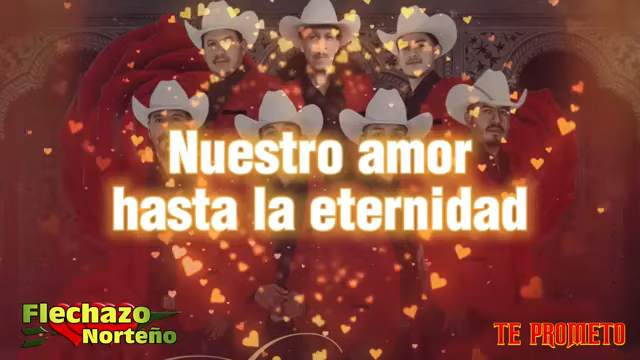 Nuestro amor
hasta la eternidad
Flechazo
Norteño
TE PROMETO